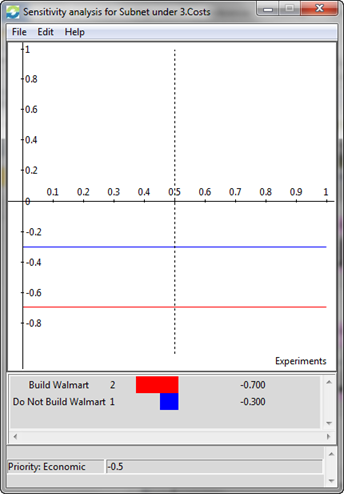 Sensitivity analysis for Subnet under 3.Costs
File Edit Help
1
0.8
0.6
0.4
0.2
0.1 0.2 0.3 0.4 0.5 0.6 0.7 0.8 0.9 1
0
-0.2
-0.4
-0.6
-0.8
Experiments
Build Walmart 2 -0.700
Do Not Build Walmart 1 -0.300
Priority: Economic -0.5